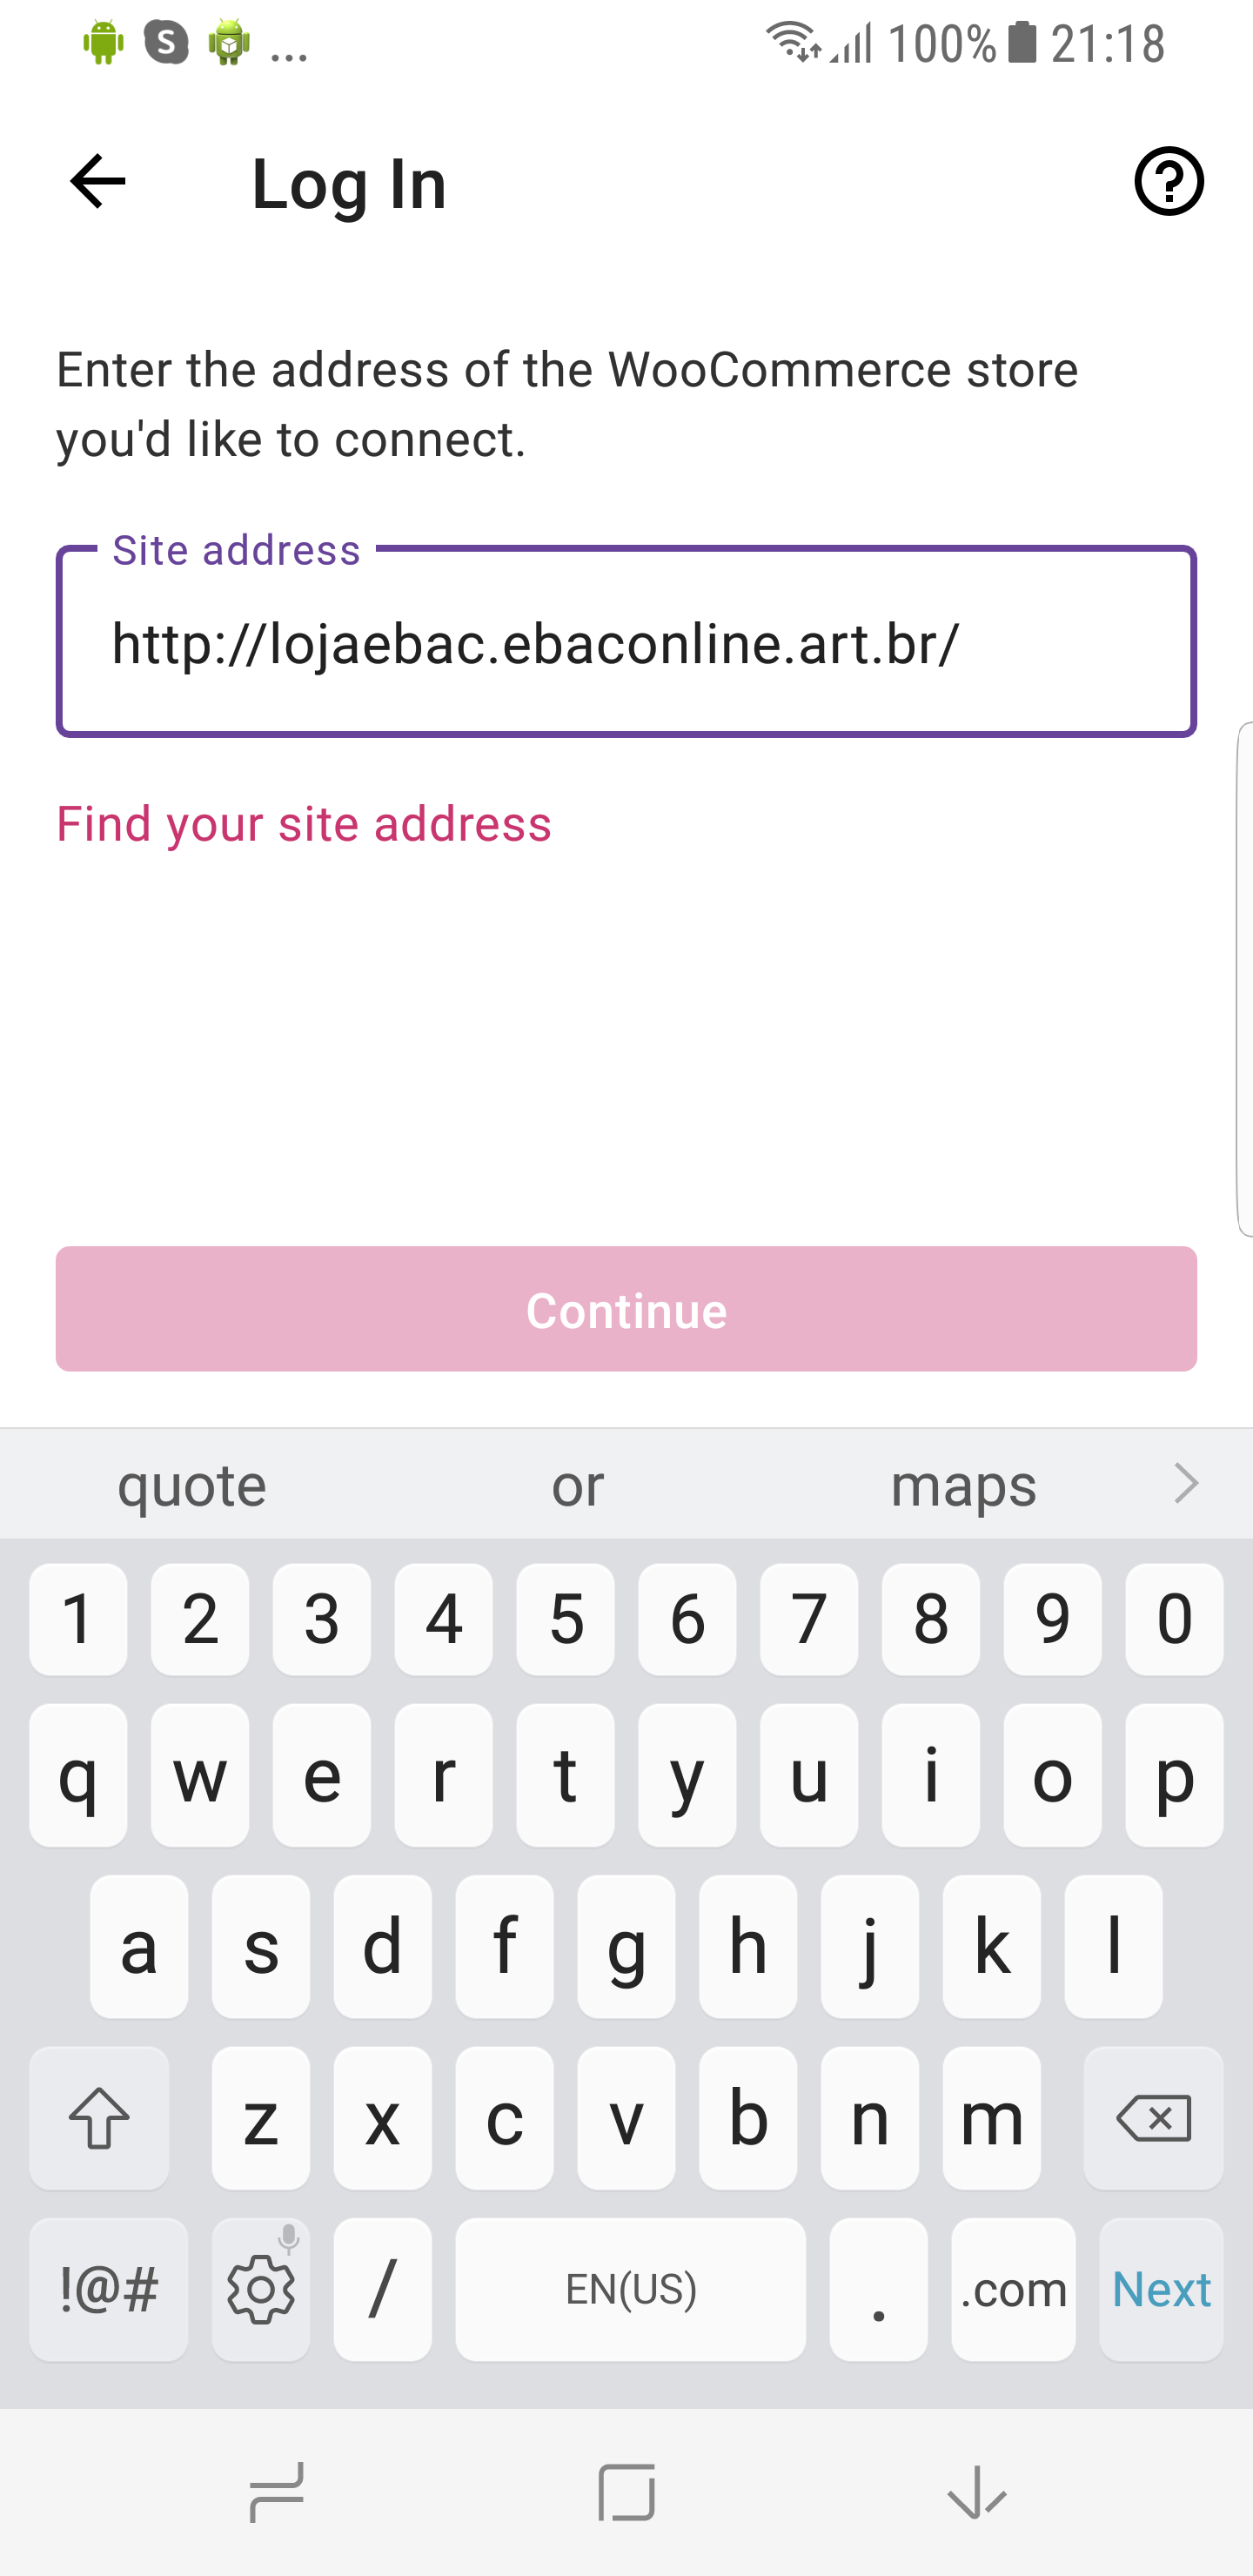 ... 100% 21:18
Log In
Enter the address of the WooCommerce store
you'd like to connect.
Site address
http://lojaebac.ebaconline.art.br/
Find your site address
Continue
quote or maps
1 2 3 4 5 6 7 8 9 0
q w e r t y u i o p
a s d f g h j k l
z x c v b n m
!@# / EN(US) . .com Next